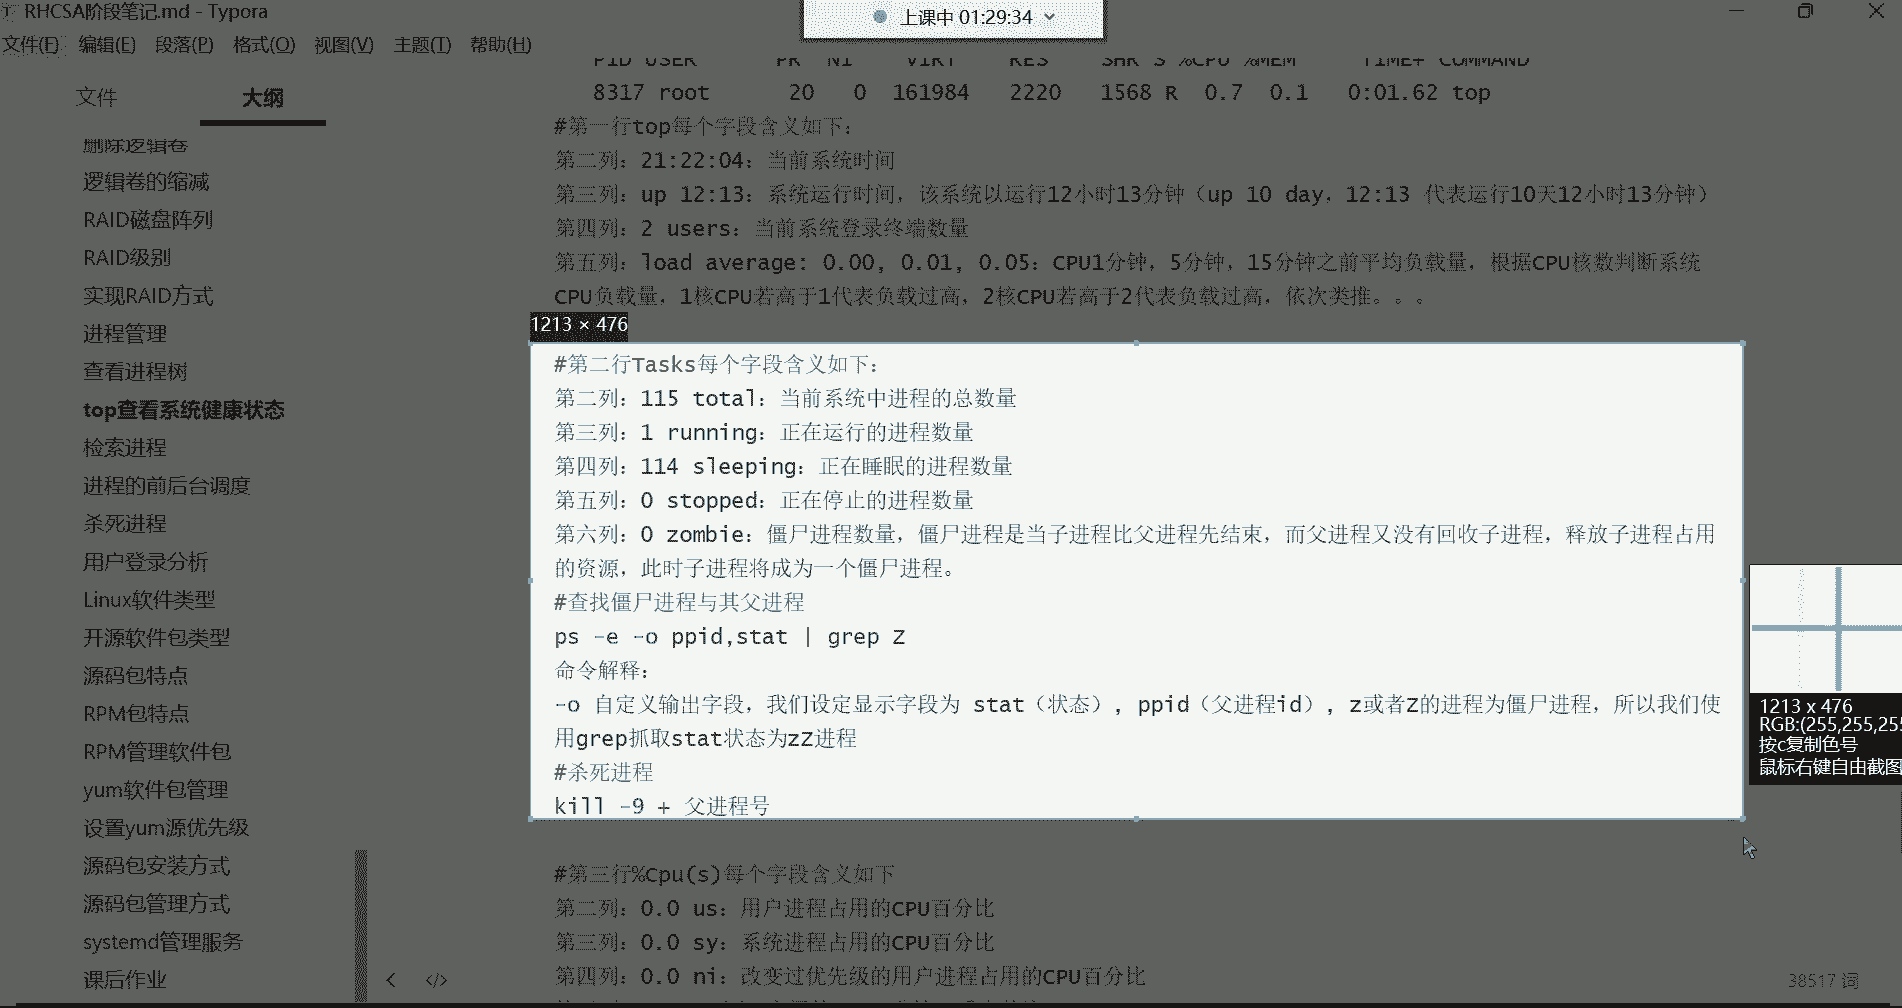 RHCSA阶段笔记.md - Typora
上课中 01:29:34
文件(F) 编辑(E) 段落(P) 格式(O) 视图(V) 主题(T) 帮助(H)
文件 大纲
删除逻辑卷
逻辑卷的缩减
RAID磁盘阵列
RAID级别
实现RAID方式
进程管理
查看进程树
top查看系统健康状态
检索进程
进程的前后台调度
杀死进程
用户登录分析
Linux软件类型
开源软件包类型
源码包特点
RPM包特点
RPM管理软件包
yum软件包管理
设置yum源优先级
源码包安装方式
源码包管理方式
systemd管理服务
课后作业
PID USER PR NI VIRT RES SHR S %CPU %MEM TIME+ COMMAND
8317 root 20 0 161984 2220 1568 R 0.7 0.1 0:01.62 top
#第一行top每个字段含义如下：
第二列：21:22:04：当前系统时间
第三列：up 12:13：系统运行时间，该系统以运行12小时13分钟（up 10 day，12:13 代表运行10天12小时13分钟）
第四列：2 users：当前系统登录终端数量
第五列：load average: 0.00, 0.01, 0.05：CPU1分钟，5分钟，15分钟之前平均负载量，根据CPU核数判断系统
CPU负载量，1核CPU若高于1代表负载过高，2核CPU若高于2代表负载过高，依次类推。。。
1213 × 476
#第二行Tasks每个字段含义如下：
第二列：115 total：当前系统中进程的总数量
第三列：1 running：正在运行的进程数量
第四列：114 sleeping：正在睡眠的进程数量
第五列：0 stopped：正在停止的进程数量
第六列：0 zombie：僵尸进程数量，僵尸进程是当子进程比父进程先结束，而父进程又没有回收子进程，释放子进程占用
的资源，此时子进程将成为一个僵尸进程。
#查找僵尸进程与其父进程
ps -e -o ppid,stat | grep Z
命令解释：
-o 自定义输出字段，我们设定显示字段为 stat（状态）, ppid（父进程id）, z或者Z的进程为僵尸进程，所以我们使
用grep抓取stat状态为zZ进程
#杀死进程
kill -9 + 父进程号
#第三行%Cpu(s)每个字段含义如下
第二列：0.0 us：用户进程占用的CPU百分比
第三列：0.0 sy：系统进程占用的CPU百分比
第四列：0.0 ni：改变过优先级的用户进程占用的CPU百分比
1213 x 476
RGB:(255,255,255
按c复制色号
鼠标右键自由截图
38517 词